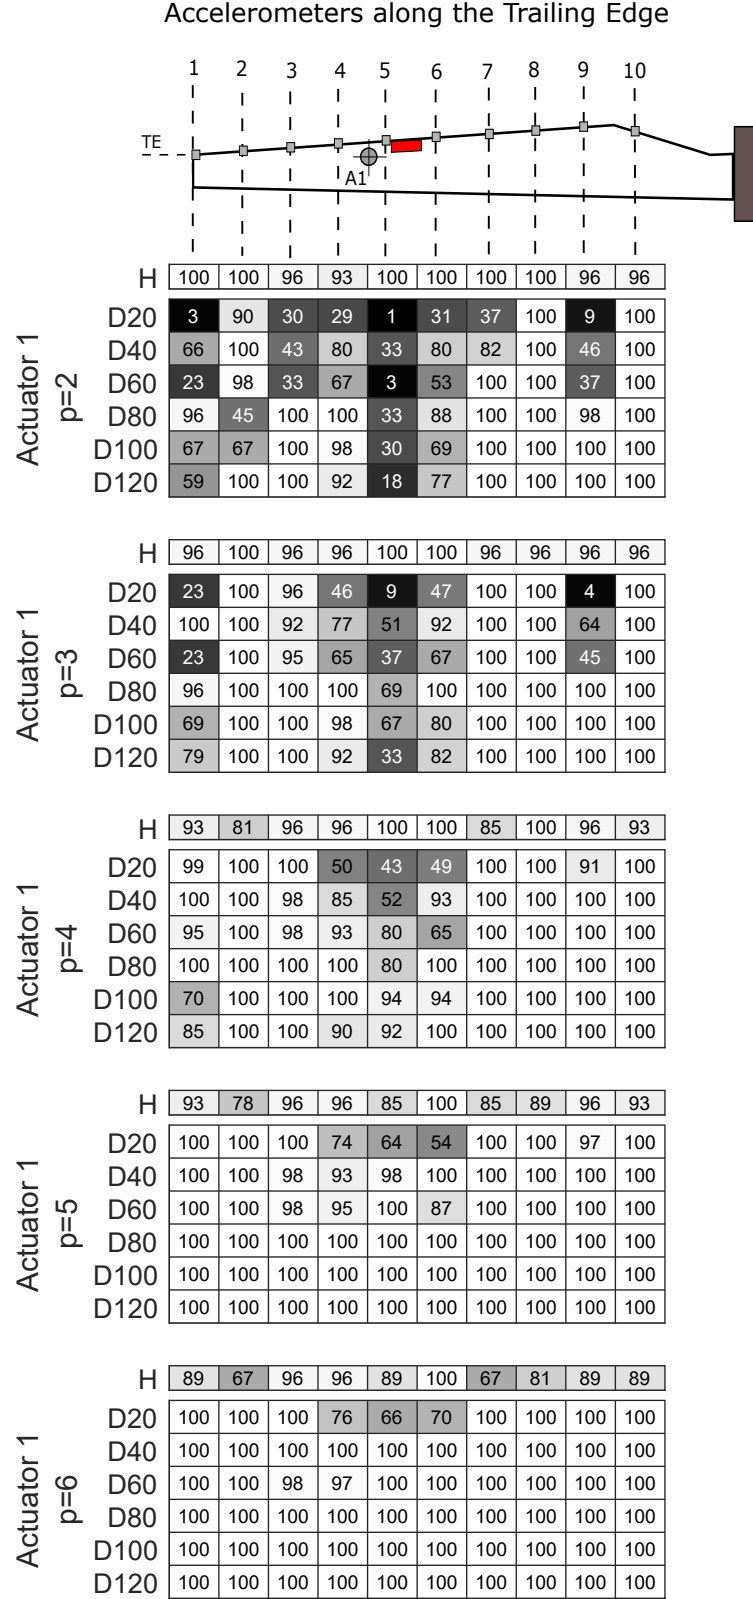 Accelerometers along the Trailing Edge
1 2 3 4 5 6 7 8 9 10
TE
A1
H 100 100 96 93 100 100 100 100 96 96
Actuator 1
p=2
D20 3 90 30 29 1 31 37 100 9 100
D40 66 100 43 80 33 80 82 100 46 100
D60 23 98 33 67 3 53 100 100 37 100
D80 96 45 100 100 33 88 100 100 98 100
D100 67 67 100 98 30 69 100 100 100 100
D120 59 100 100 92 18 77 100 100 100 100
H 96 100 96 96 100 100 96 96 96 96
Actuator 1
p=3
D20 23 100 96 46 9 47 100 100 4 100
D40 100 100 92 77 51 92 100 100 64 100
D60 23 100 95 65 37 67 100 100 45 100
D80 96 100 100 100 69 100 100 100 100 100
D100 69 100 100 98 67 80 100 100 100 100
D120 79 100 100 92 33 82 100 100 100 100
H 93 81 96 96 100 100 85 100 96 93
Actuator 1
p=4
D20 99 100 100 50 43 49 100 100 91 100
D40 100 100 98 85 52 93 100 100 100 100
D60 95 100 98 93 80 65 100 100 100 100
D80 100 100 100 100 80 100 100 100 100 100
D100 70 100 100 100 94 94 100 100 100 100
D120 85 100 100 90 92 100 100 100 100 100
H 93 78 96 96 85 100 85 89 96 93
Actuator 1
p=5
D20 100 100 100 74 64 54 100 100 97 100
D40 100 100 98 93 98 100 100 100 100 100
D60 100 100 98 95 100 87 100 100 100 100
D80 100 100 100 100 100 100 100 100 100 100
D100 100 100 100 100 100 100 100 100 100 100
D120 100 100 100 100 100 100 100 100 100 100
H 89 67 96 96 89 100 67 81 89 89
Actuator 1
p=6
D20 100 100 100 76 66 70 100 100 100 100
D40 100 100 100 100 100 100 100 100 100 100
D60 100 100 98 97 100 100 100 100 100 100
D80 100 100 100 100 100 100 100 100 100 100
D100 100 100 100 100 100 100 100 100 100 100
D120 100 100 100 100 100 100 100 100 100 100